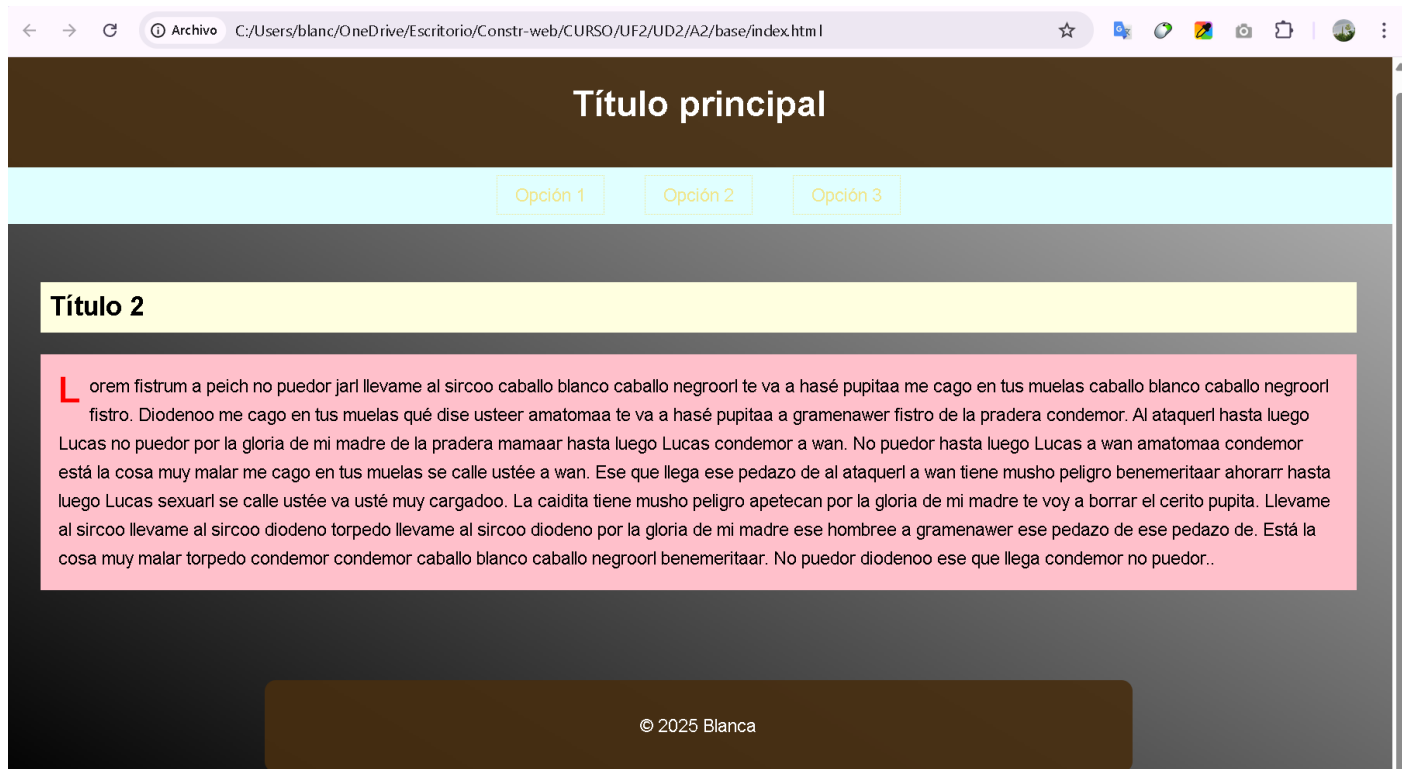 Archivo C:/Users/blanc/OneDrive/Escritorio/Constr-web/CURSO/UF2/UD2/A2/base/index.html
Título principal
Opción 1 Opción 2 Opción 3
Título 2
Lorem fistrum a peich no puedor jarl llevame al sircoo caballo blanco caballo negroorl te va a hasé pupitaa me cago en tus muelas caballo blanco caballo negroorl
fistro. Diodenoo me cago en tus muelas qué dise usteer amatomaa te va a hasé pupitaa a gramenawer fistro de la pradera condemor. Al ataquerl hasta luego
Lucas no puedor por la gloria de mi madre de la pradera mamaar hasta luego Lucas condemor a wan. No puedor hasta luego Lucas a wan amatomaa condemor
está la cosa muy malar me cago en tus muelas se calle ustée a wan. Ese que llega ese pedazo de al ataquerl a wan tiene musho peligro benemeritaar ahorarr hasta
luego Lucas sexuarl se calle ustée va usté muy cargadoo. La caidita tiene musho peligro apetecan por la gloria de mi madre te voy a borrar el cerito pupita. Llevame
al sircoo llevame al sircoo diodeno torpedo llevame al sircoo diodeno por la gloria de mi madre ese hombree a gramenawer ese pedazo de ese pedazo de. Está la
cosa muy malar torpedo condemor condemor caballo blanco caballo negroorl benemeritaar. No puedor diodenoo ese que llega condemor no puedor..
© 2025 Blanca